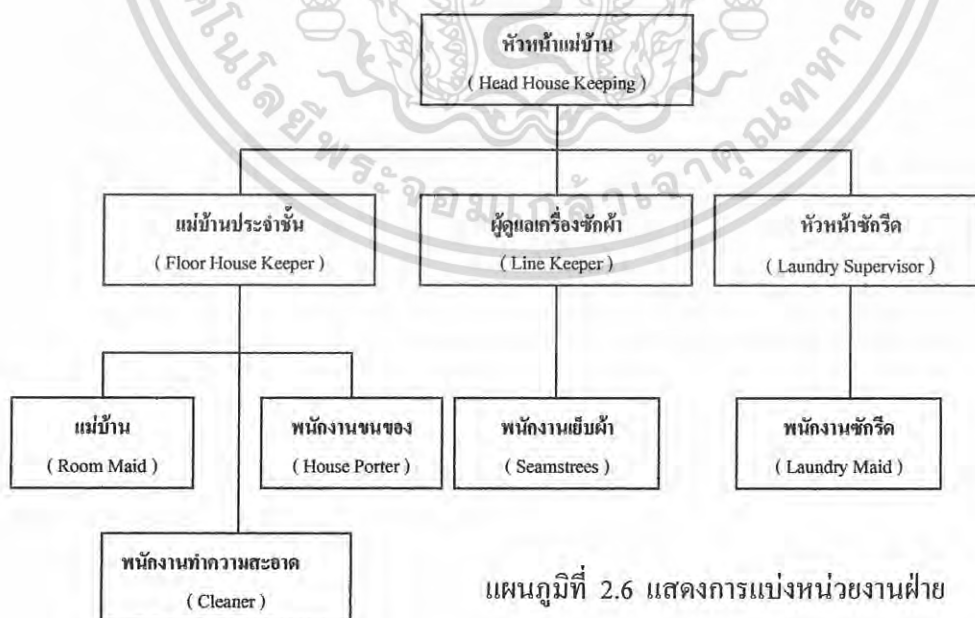 หัวหน้าแม่บ้าน
( Head House Keeping )
แม่บ้านประจำชั้น
( Floor House Keeper )
ผู้ดูแลเครื่องซักผ้า
( Line Keeper )
หัวหน้าซักรีด
( Laundry Supervisor )
แม่บ้าน
( Room Maid )
พนักงานขนของ
( House Porter )
พนักงานเย็บผ้า
( Seamstrees )
พนักงานซักรีด
( Laundry Maid )
พนักงานทำความสะอาด
( Cleaner )
แผนภูมิที่ 2.6 แสดงการแบ่งหน่วยงานฝ่าย